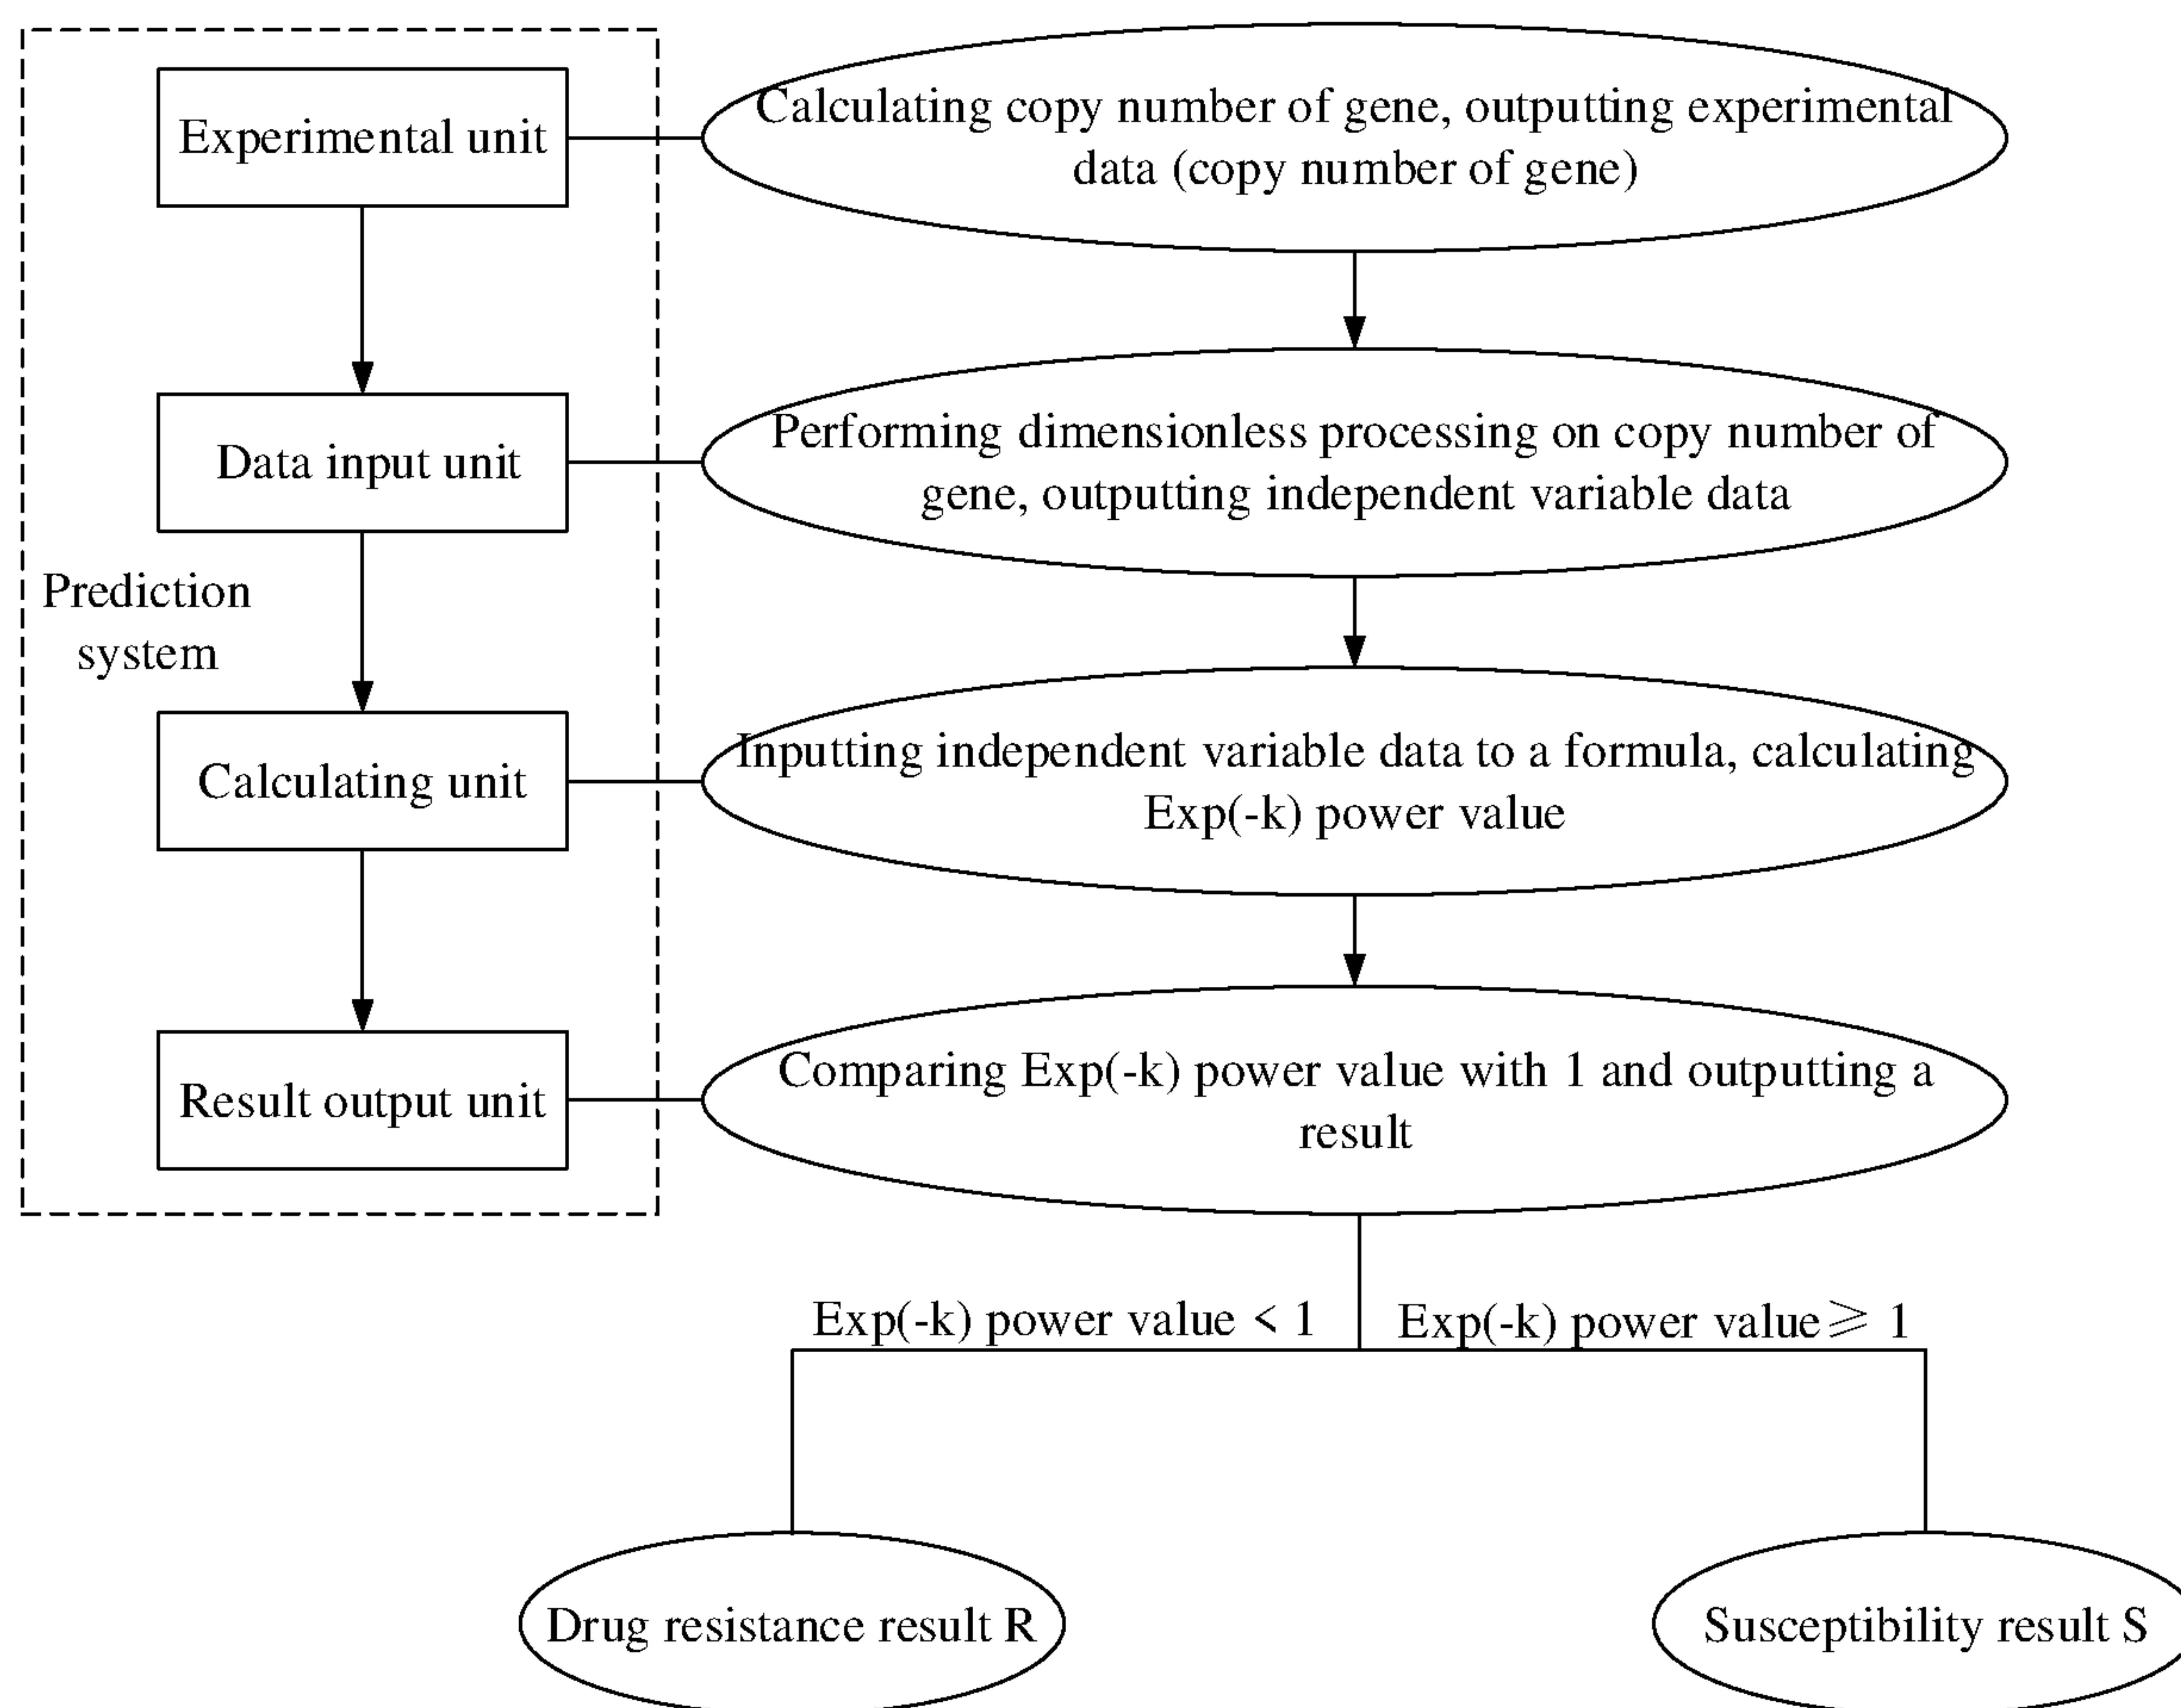 Experimental unit
Calculating copy number of gene, outputting experimental
data (copy number of gene)
Data input unit
Performing dimensionless processing on copy number of
gene, outputting independent variable data
Prediction
system
Calculating unit
Inputting independent variable data to a formula, calculating
Exp(-k) power value
Result output unit
Comparing Exp(-k) power value with 1 and outputting a
result
Exp(-k) power value < 1
Exp(-k) power value ⩾ 1
Drug resistance result R
Susceptibility result S